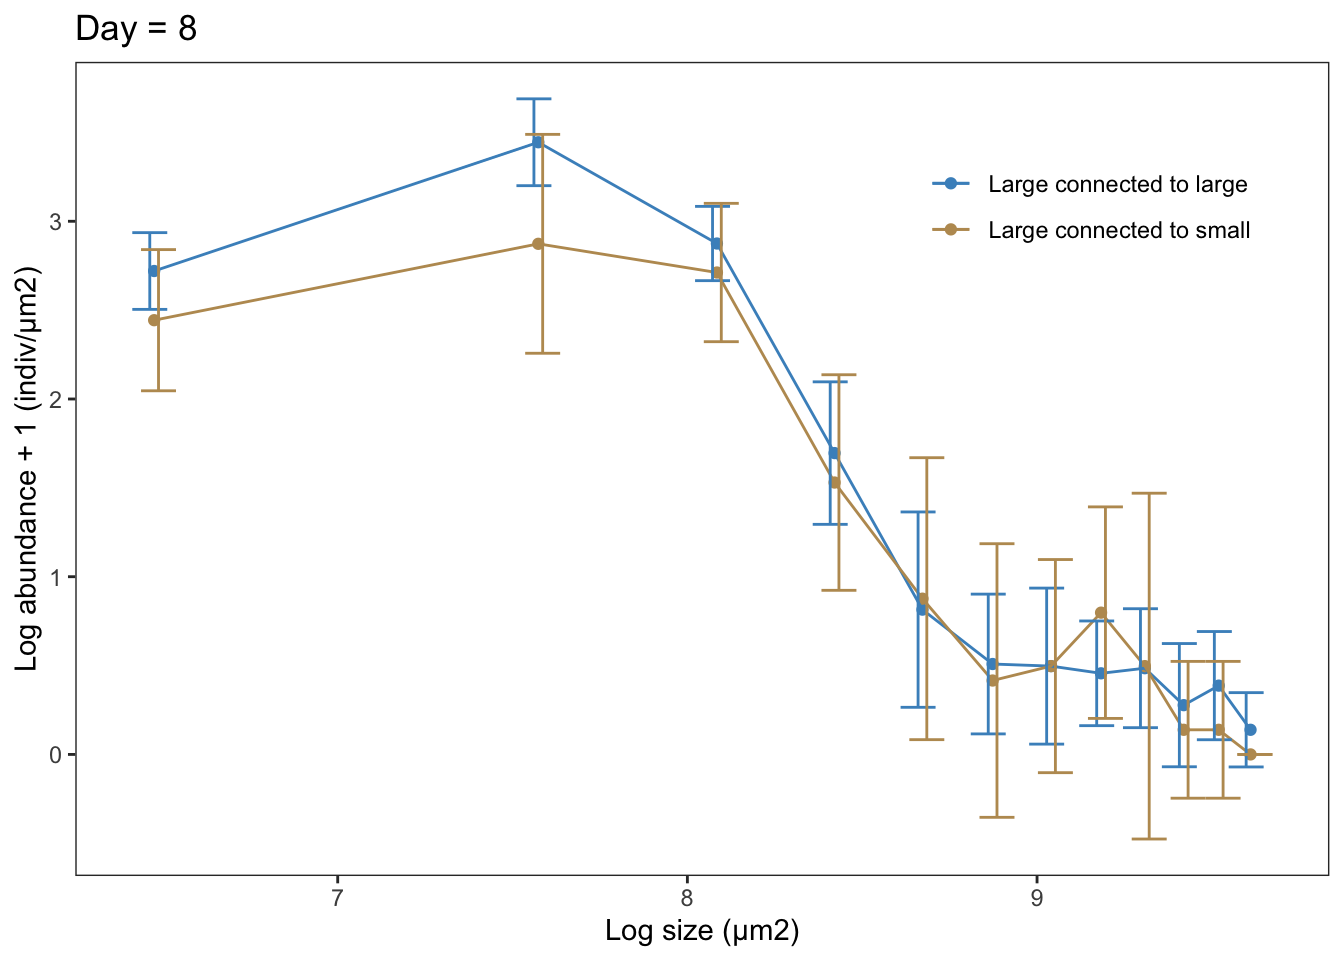 Day = 8
Log abundance + 1 (indiv/µm2)
3
2
1
0
Large connected to large
Large connected to small
7 8 9
Log size (µm2)